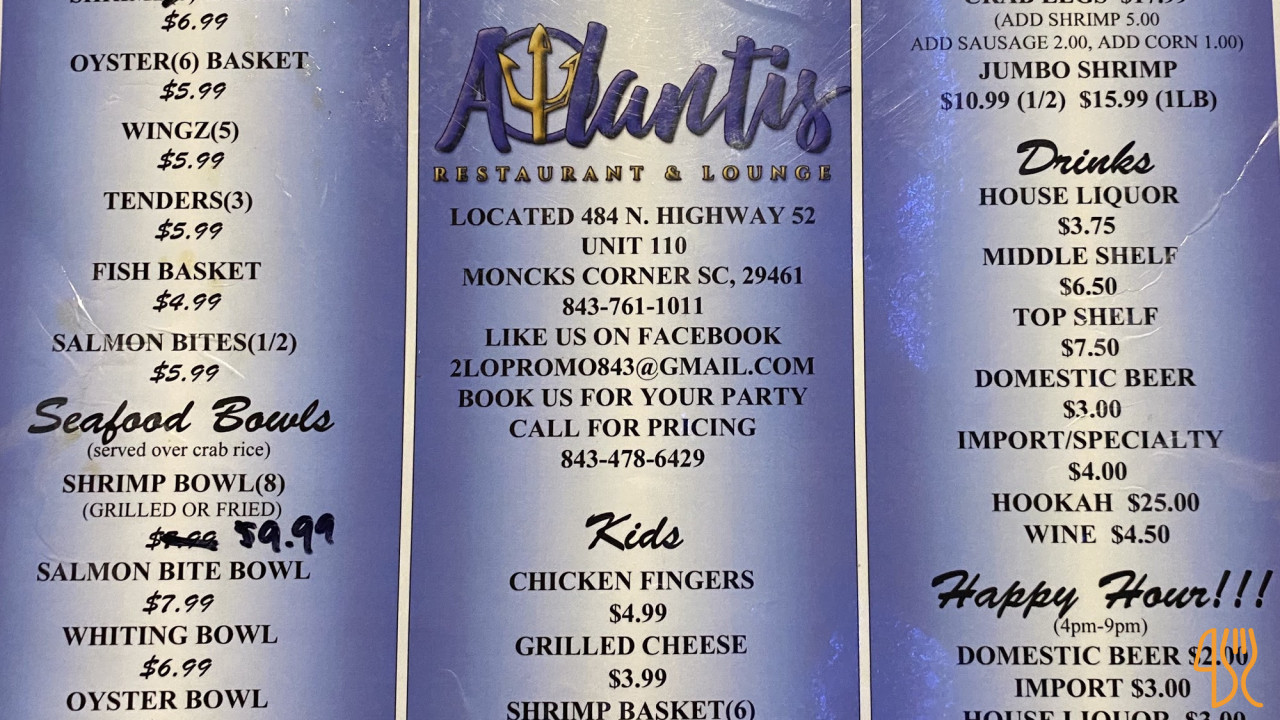 $6.99
OYSTER(6) BASKET
$5.99
WINGZ(5)
$5.99
TENDERS(3)
$5.99
FISH BASKET
$4.99
SALMON BITES(1/2)
$5.99
Seafood Bowls
(served over crab rice)
SHRIMP BOWL(8)
(GRILLED OR FRIED)
$9.99
SALMON BITE BOWL
$7.99
WHITING BOWL
$6.99
OYSTER BOWL
Atlantis
RESTAURANT & LOUNGE
LOCATED 484 N. HIGHWAY 52
UNIT 110
MONCKS CORNER SC, 29461
843-761-1011
LIKE US ON FACEBOOK
2LOPROMO843@GMAIL.COM
BOOK US FOR YOUR PARTY
CALL FOR PRICING
843-478-6429
Kids
CHICKEN FINGERS
$4.99
GRILLED CHEESE
$3.99
SHRIMP BASKET(6)
CRAB LEGS $17.99
(ADD SHRIMP 5.00
ADD SAUSAGE 2.00, ADD CORN 1.00)
JUMBO SHRIMP
$10.99 (1/2) $15.99 (1LB)
Drinks
HOUSE LIQUOR
$3.75
MIDDLE SHELF
$6.50
TOP SHELF
$7.50
DOMESTIC BEER
$3.00
IMPORT/SPECIALTY
$4.00
HOOKAH $25.00
WINE $4.50
Happy Hour!!!
(4pm-9pm)
DOMESTIC BEER $2.00
IMPORT $3.00
HOUSE LIQUOR